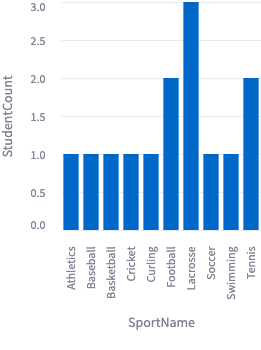 StudentCount
3.0
2.5
2.0
1.5
1.0
0.5
0.0
Athletics
Baseball
Basketball
Cricket
Curling
Football
Lacrosse
Soccer
Swimming
Tennis
SportName